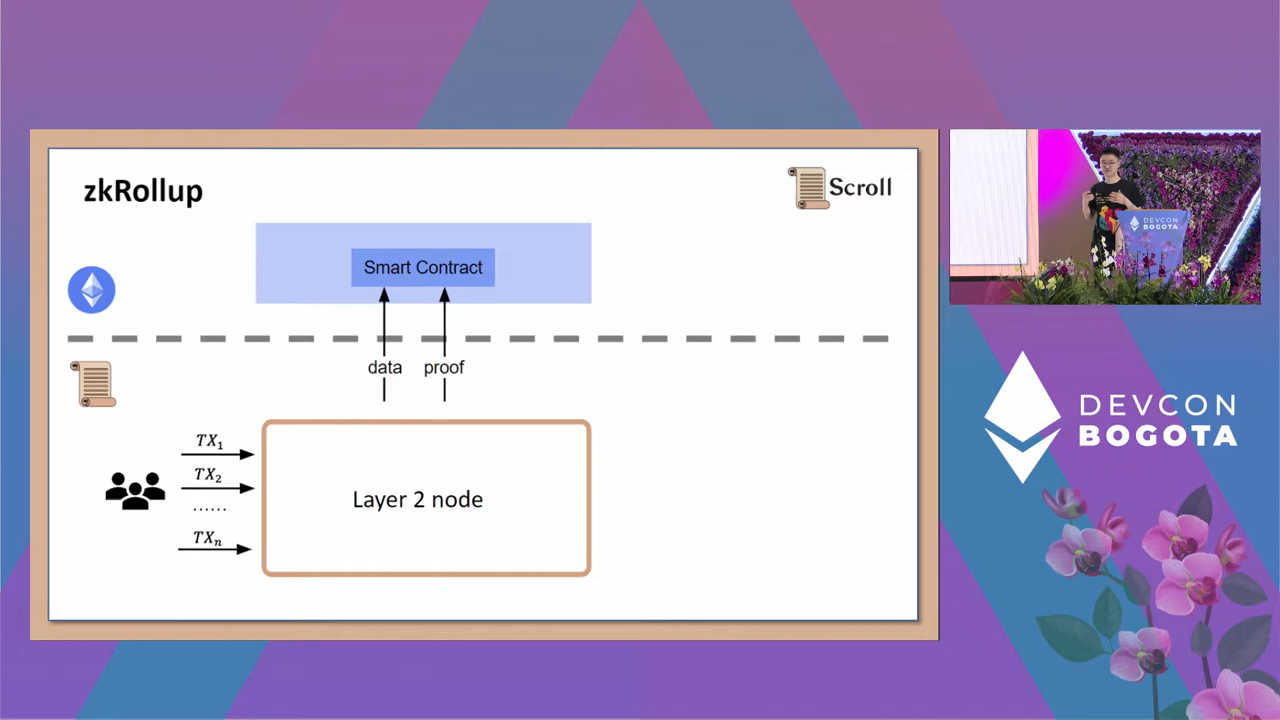 zkRollup
Scroll
Smart Contract
data
proof
TX₁
TX₂
......
TXₙ
Layer 2 node
DEVCON
BOGOTA
DEVCON
BOGOTA